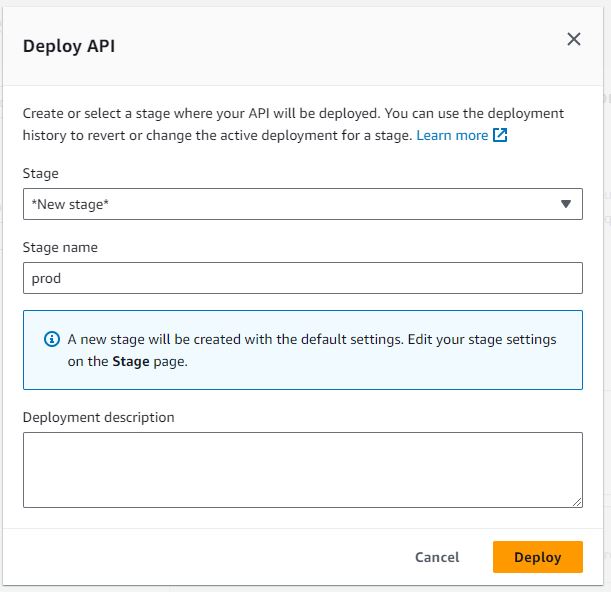 Deploy API
Create or select a stage where your API will be deployed. You can use the deployment
history to revert or change the active deployment for a stage. Learn more
Stage
*New stage*
Stage name
prod
A new stage will be created with the default settings. Edit your stage settings
on the Stage page.
Deployment description
Cancel
Deploy